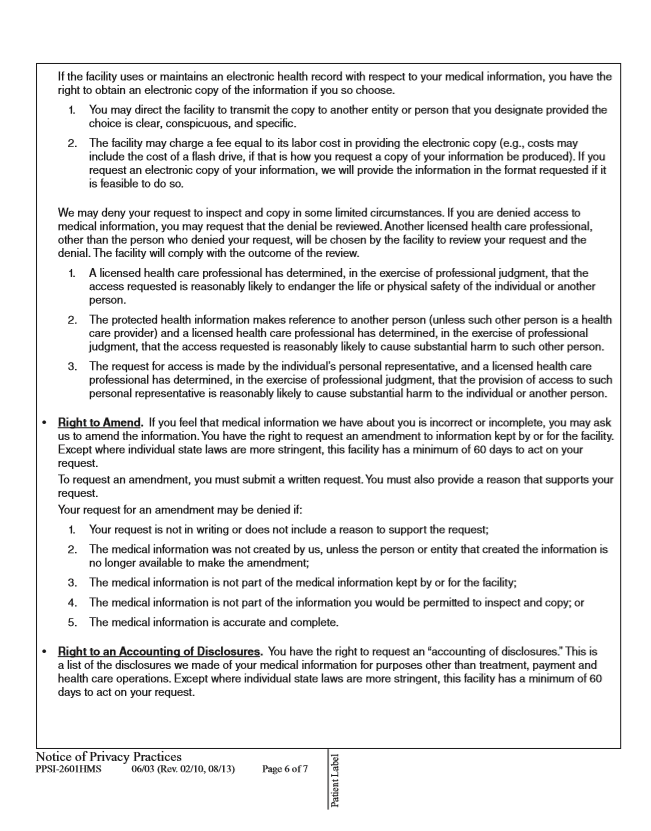 If the facility uses or maintains an electronic health record with respect to your medical information, you have the
right to obtain an electronic copy of the information if you so choose.
1. You may direct the facility to transmit the copy to another entity or person that you designate provided the
choice is clear, conspicuous, and specific.
2. The facility may charge a fee equal to its labor cost in providing the electronic copy (e.g., costs may
include the cost of a flash drive, if that is how you request a copy of your information be produced). If you
request an electronic copy of your information, we will provide the information in the format requested if it
is feasible to do so.
We may deny your request to inspect and copy in some limited circumstances. If you are denied access to
medical information, you may request that the denial be reviewed. Another licensed health care professional,
other than the person who denied your request, will be chosen by the facility to review your request and the
denial. The facility will comply with the outcome of the review.
1. A licensed health care professional has determined, in the exercise of professional judgment, that the
access requested is reasonably likely to endanger the life or physical safety of the individual or another
person.
2. The protected health information makes reference to another person (unless such other person is a health
care provider) and a licensed health care professional has determined, in the exercise of professional
judgment, that the access requested is reasonably likely to cause substantial harm to such other person.
3. The request for access is made by the individual's personal representative, and a licensed health care
professional has determined, in the exercise of professional judgment, that the provision of access to such
personal representative is reasonably likely to cause substantial harm to the individual or another person.
• Right to Amend. If you feel that medical information we have about you is incorrect or incomplete, you may ask
us to amend the information. You have the right to request an amendment to information kept by or for the facility.
Except where individual state laws are more stringent, this facility has a minimum of 60 days to act on your
request.
To request an amendment, you must submit a written request. You must also provide a reason that supports your
request.
Your request for an amendment may be denied if:
1. Your request is not in writing or does not include a reason to support the request;
2. The medical information was not created by us, unless the person or entity that created the information is
no longer available to make the amendment;
3. The medical information is not part of the medical information kept by or for the facility;
4. The medical information is not part of the information you would be permitted to inspect and copy; or
5. The medical information is accurate and complete.
• Right to an Accounting of Disclosures. You have the right to request an "accounting of disclosures." This is
a list of the disclosures we made of your medical information for purposes other than treatment, payment and
health care operations. Except where individual state laws are more stringent, this facility has a minimum of 60
days to act on your request.
Notice of Privacy Practices
PPSI-2601HMS 06/03 (Rev. 02/10, 08/13) Page 6 of 7
Patient Label